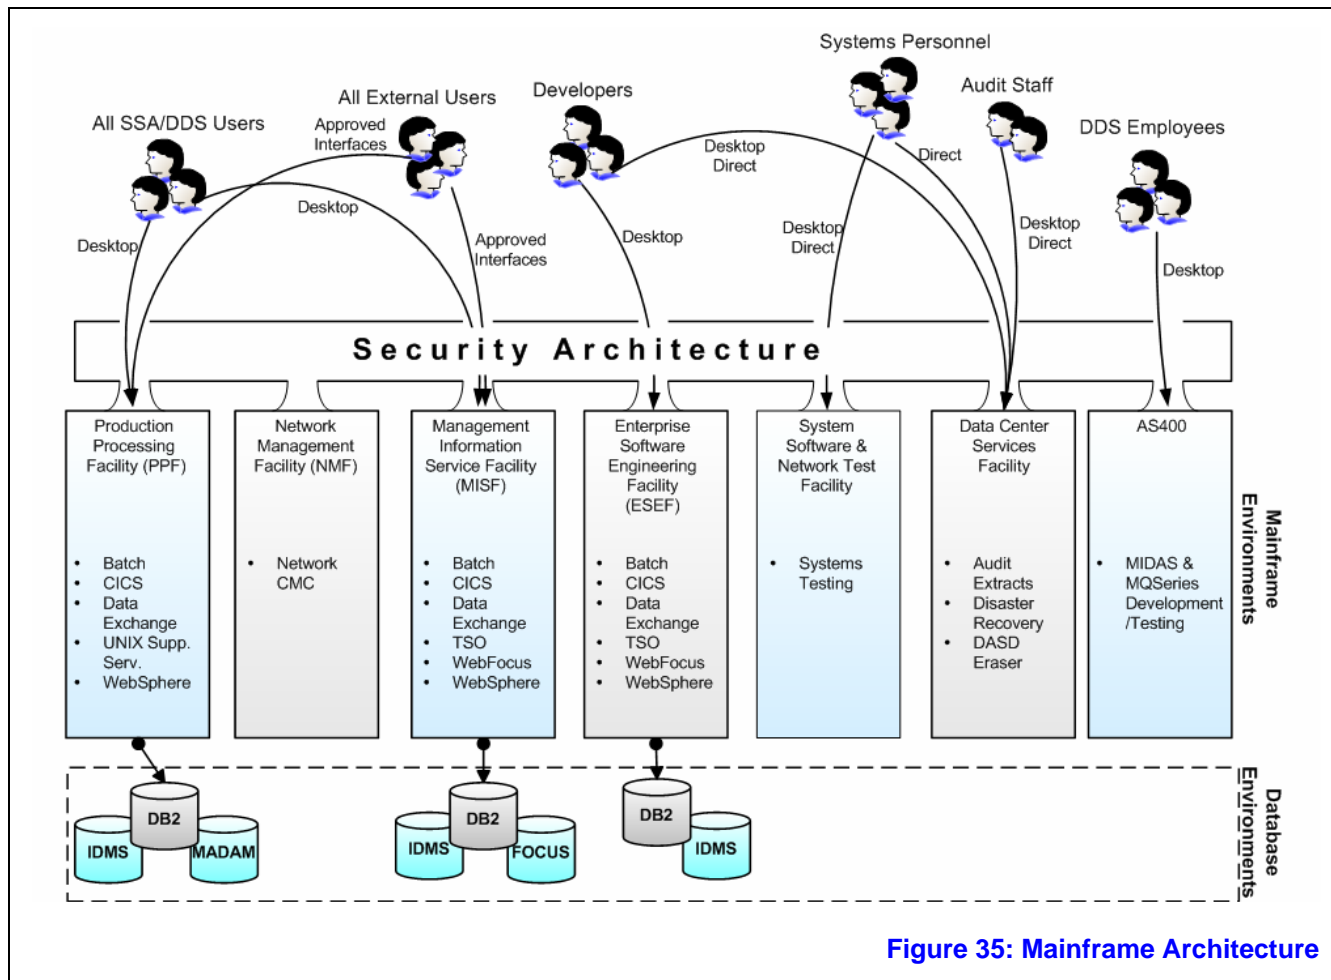 Systems Personnel
All External Users
Developers
Audit Staff
All SSA/DDS Users
DDS Employees
Approved
Interfaces
Desktop
Direct
Direct
Desktop
Desktop
Approved
Interfaces
Desktop
Desktop
Direct
Desktop
Direct
Desktop
Security Architecture
Production
Processing
Facility (PPF)
• Batch
• CICS
• Data
Exchange
• UNIX Supp.
Serv.
• WebSphere
Network
Management
Facility (NMF)
• Network
CMC
Management
Information
Service Facility
(MISF)
• Batch
• CICS
• Data
Exchange
• TSO
• WebFocus
• WebSphere
Enterprise
Software
Engineering
Facility
(ESEF)
• Batch
• CICS
• Data
Exchange
• TSO
• WebFocus
• WebSphere
System
Software &
Network Test
Facility
• Systems
Testing
Data Center
Services
Facility
• Audit
Extracts
• Disaster
Recovery
• DASD
Eraser
AS400
• MIDAS &
MQSeries
Development
/Testing
Mainframe
Environments
DB2
IDMS
MADAM
DB2
IDMS
FOCUS
DB2
IDMS
Database
Environments
Figure 35: Mainframe Architecture